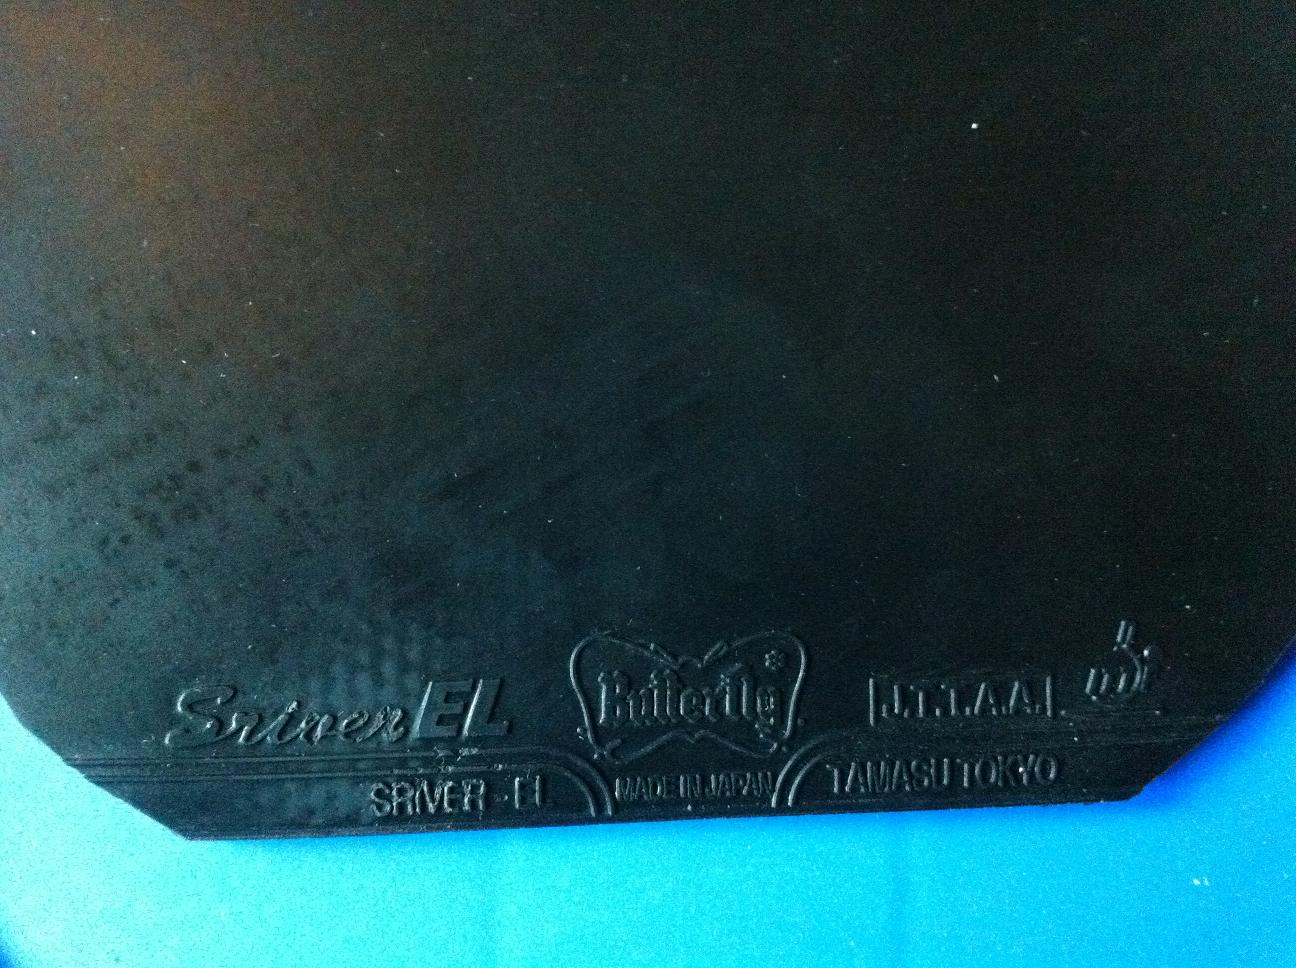 Sriver EL
Butterfly
J.T.T.A.A.
SRIVER-EL
MADE IN JAPAN
TAMASU TOKYO